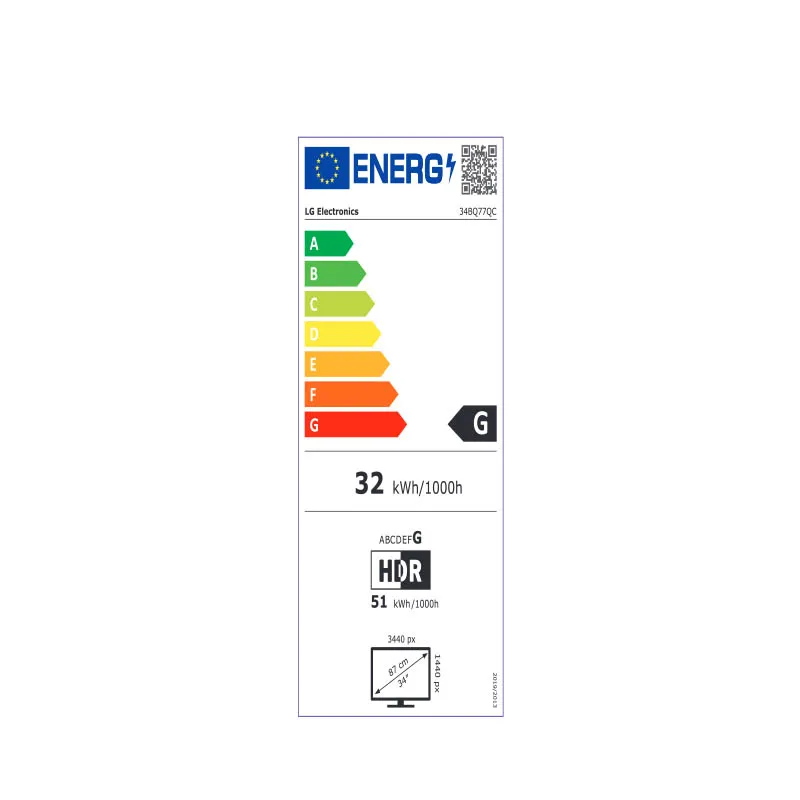 ENERG
LG Electronics 34BQ77QC
A
B
C
D
E
F
G G
32 kWh/1000h
ABCDEFG
HDR
51 kWh/1000h
3440 px
1440 px
87 cm
34"
2019/2013